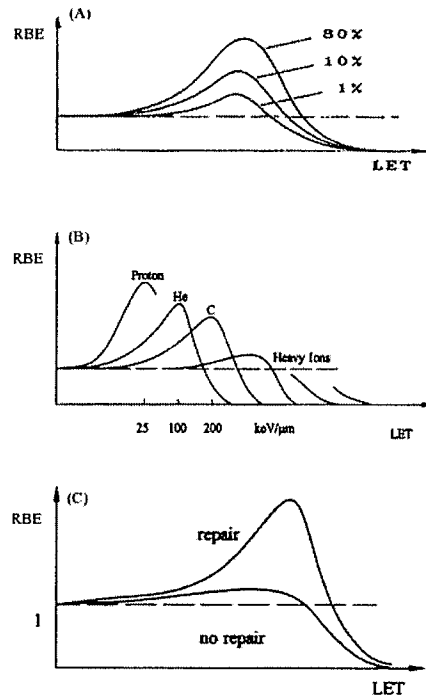 (A)
RBE
80%
10%
1%
LET
(B)
RBE
Proton
He
C
Heavy Ions
25 100 200 keV/μm
LET
(C)
RBE
repair
1
no repair
LET